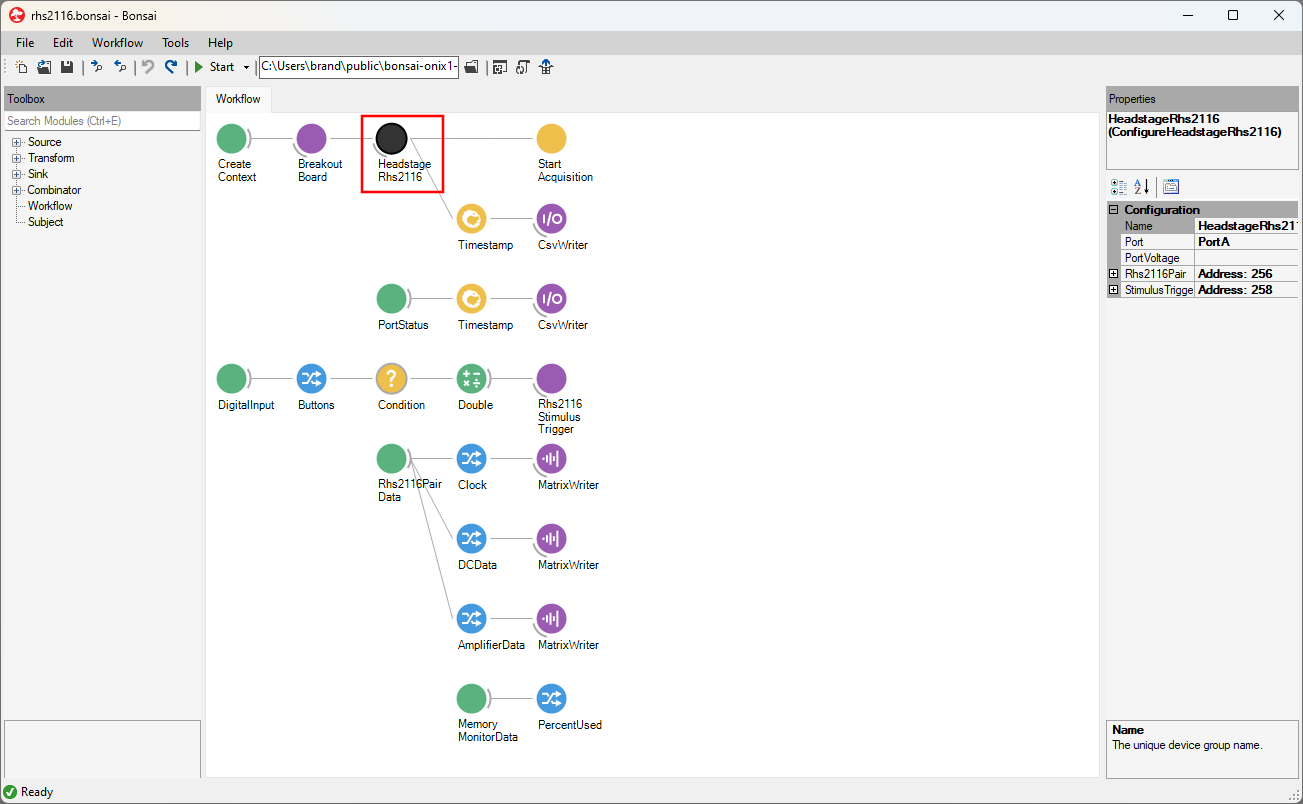 rhs2116.bonsai - Bonsai
File Edit Workflow Tools Help
Start C:\Users\brand\public\bonsai-onix1-
Toolbox
Search Modules (Ctrl+E)
Source
Transform
Sink
Combinator
Workflow
Subject
Workflow
Create
Context
Breakout
Board
Headstage
Rhs2116
Start
Acquisition
Timestamp
I/O
CsvWriter
PortStatus
Timestamp
I/O
CsvWriter
DigitalInput
Buttons
?
Condition
Double
Rhs2116
Stimulus
Trigger
Rhs2116Pair
Data
Clock
MatrixWriter
DCData
MatrixWriter
AmplifierData
MatrixWriter
Memory
MonitorData
PercentUsed
Properties
HeadstageRhs2116
(ConfigureHeadstageRhs2116)
Configuration
Name HeadstageRhs211
Port PortA
PortVoltage
Rhs2116Pair Address: 256
StimulusTrigge Address: 258
Name
The unique device group name.
Ready